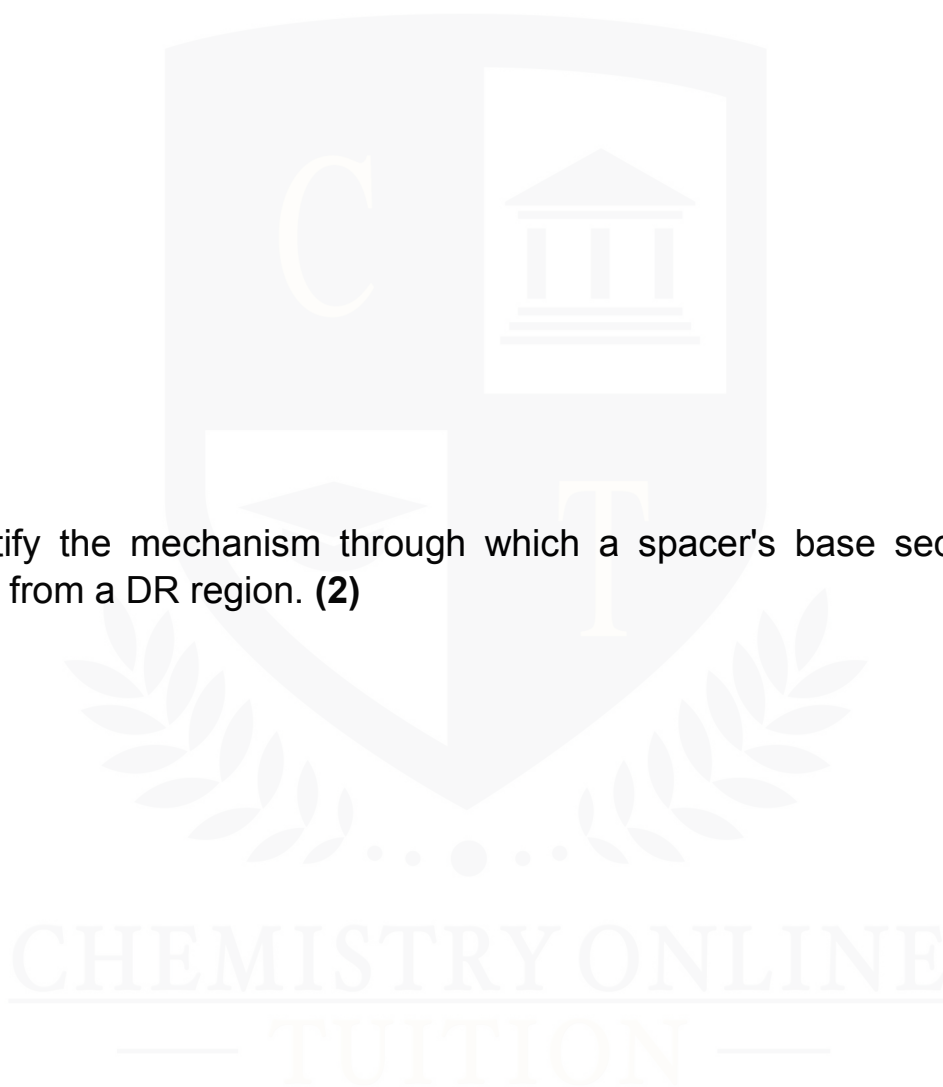 C
T
tify the mechanism through which a spacer's base sec
from a DR region. (2)
CHEMISTRY ONLINE
— TUITION —